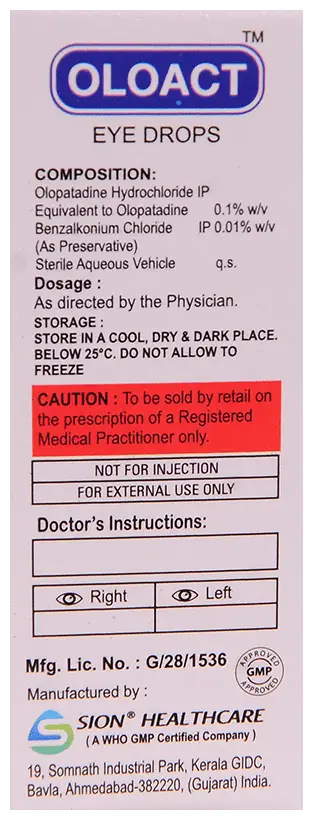 TM
OLOACT
EYE DROPS
COMPOSITION:
Olopatadine Hydrochloride IP
Equivalent to Olopatadine 0.1% w/v
Benzalkonium Chloride IP 0.01% w/v
(As Preservative)
Sterile Aqueous Vehicle q.s.
Dosage :
As directed by the Physician.
STORAGE :
STORE IN A COOL, DRY & DARK PLACE.
BELOW 25°C. DO NOT ALLOW TO
FREEZE
CAUTION : To be sold by retail on
the prescription of a Registered
Medical Practitioner only.
NOT FOR INJECTION
FOR EXTERNAL USE ONLY
Doctor's Instructions:
Right Left
Mfg. Lic. No. : G/28/1536
APPROVED
GMP
APPROVED
Manufactured by :
SION® HEALTHCARE
( A WHO GMP Certified Company )
19, Somnath Industrial Park, Kerala GIDC,
Bavla, Ahmedabad-382220, (Gujarat) India.